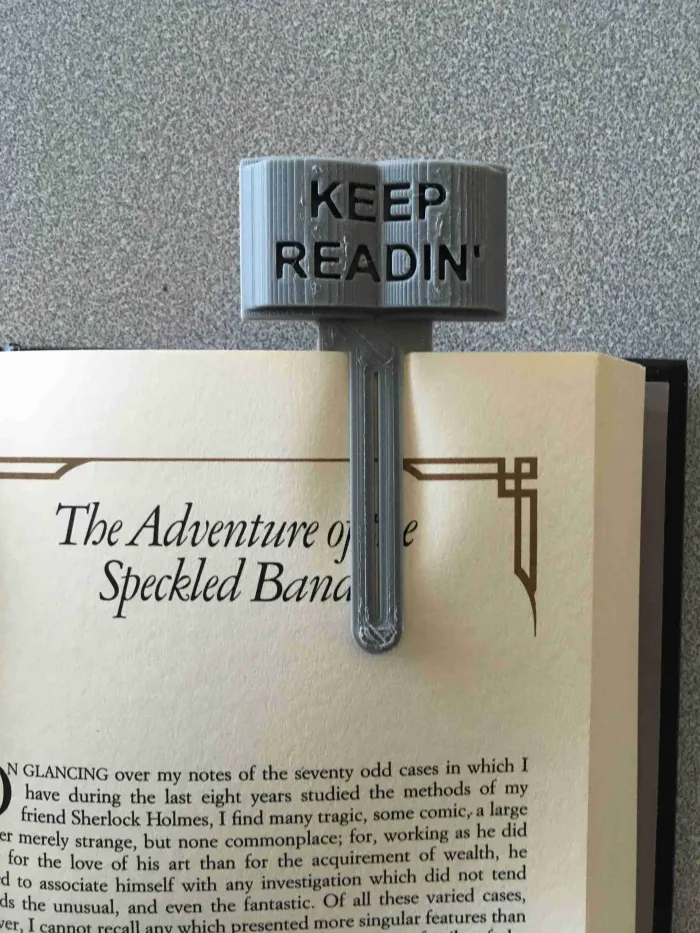 KEEP
READIN'
The Adventure of e
Speckled Band
ON GLANCING over my notes of the seventy odd cases in which I
have during the last eight years studied the methods of my
friend Sherlock Holmes, I find many tragic, some comic, a large
merely strange, but none commonplace; for, working as he did
for the love of his art than for the acquirement of wealth, he
to associate himself with any investigation which did not tend
the unusual, and even the fantastic. Of all these varied cases,
I cannot recall any which presented more singular features than